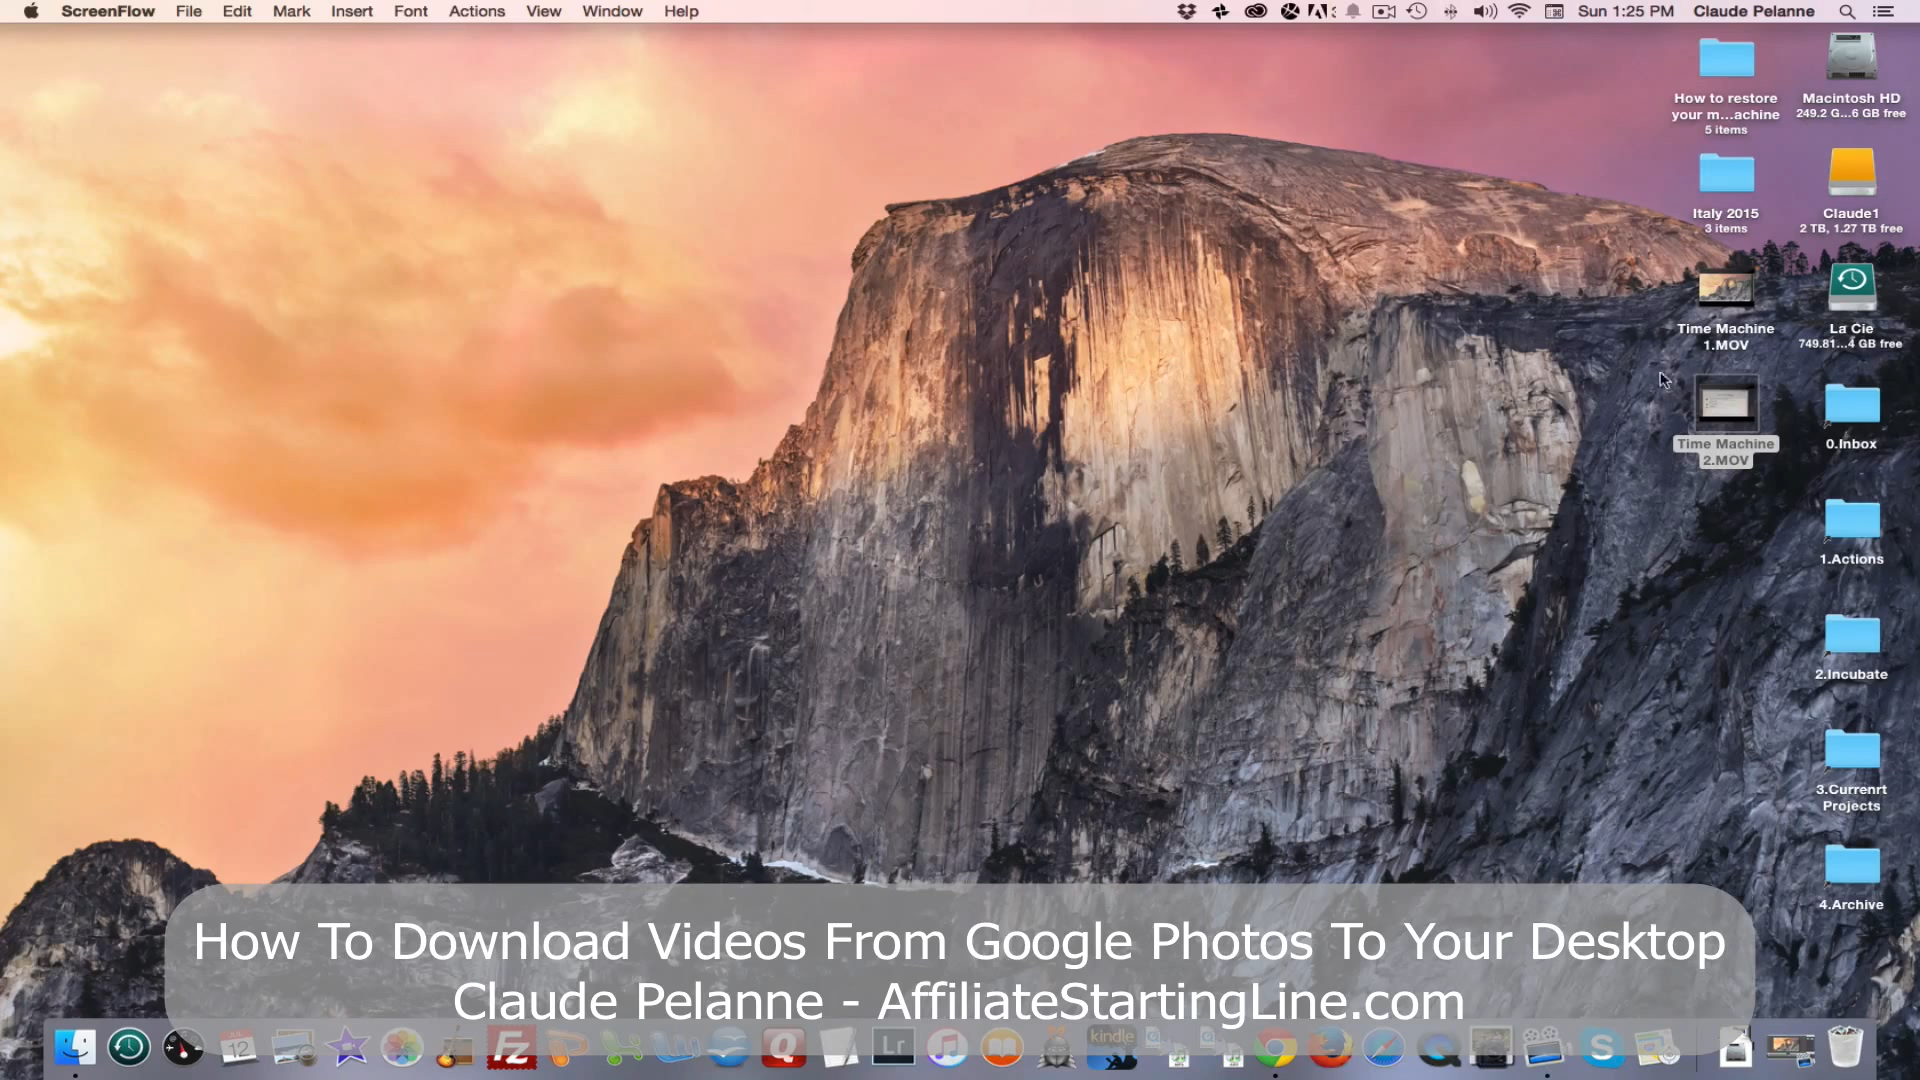 ScreenFlow File Edit Mark Insert Font Actions View Window Help Sun 1:25 PM Claude Pelanne
How to restore
your m...achine
5 items
Macintosh HD
249.2 G...6 GB free
Italy 2015
3 items
Claude1
2 TB, 1.27 TB free
Time Machine
1.MOV
La Cie
749.81...4 GB free
Time Machine
2.MOV
0.Inbox
1.Actions
2.Incubate
3.Currenrt
Projects
4.Archive
How To Download Videos From Google Photos To Your Desktop
Claude Pelanne - AffiliateStartingLine.com
12
FZ
Q
Lr
kindle
S